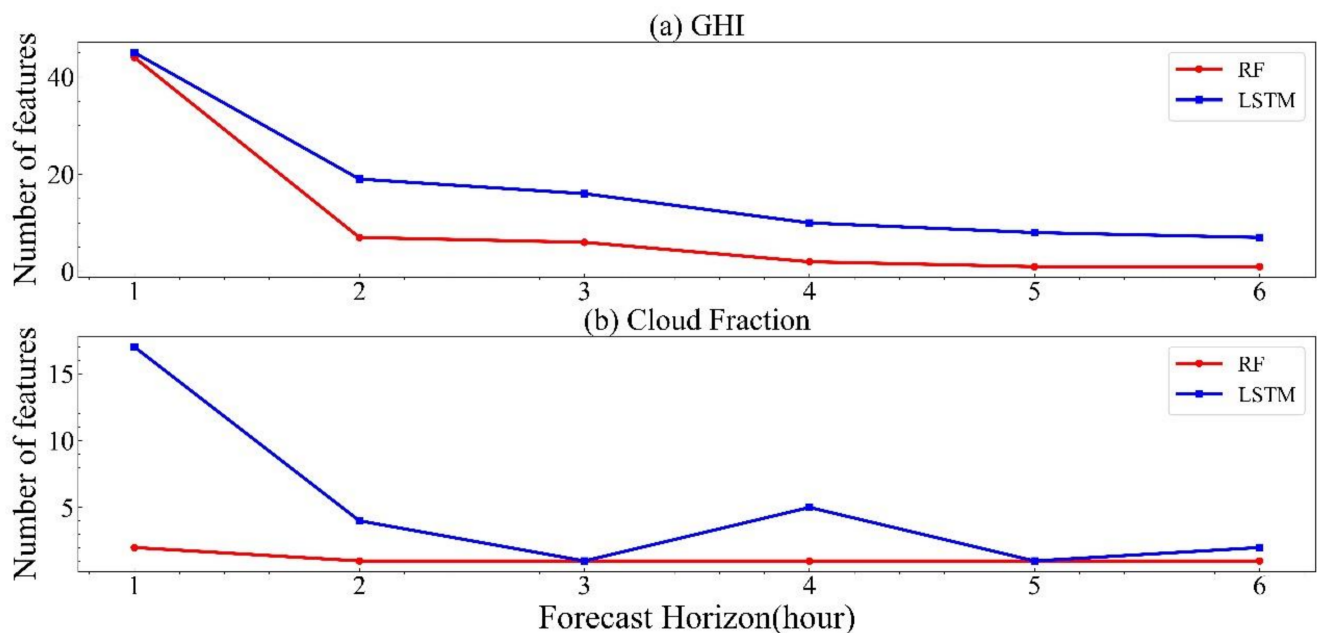 (a) GHI
Number of features
40
20
0
RF
LSTM
1 2 3 4 5 6
(b) Cloud Fraction
Number of features
15
10
5
RF
LSTM
1 2 3 4 5 6
Forecast Horizon(hour)